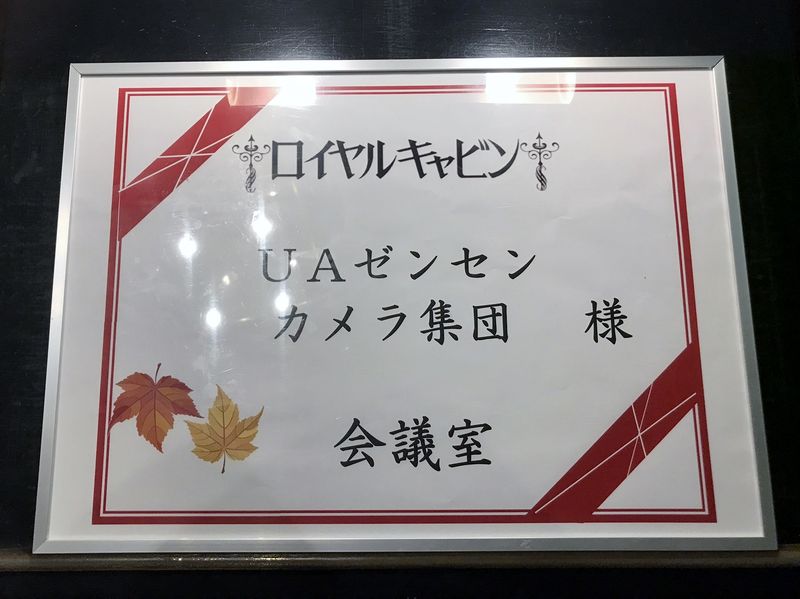 ロイヤルキャビン
UAゼンセン
カメラ集団 様
会議室